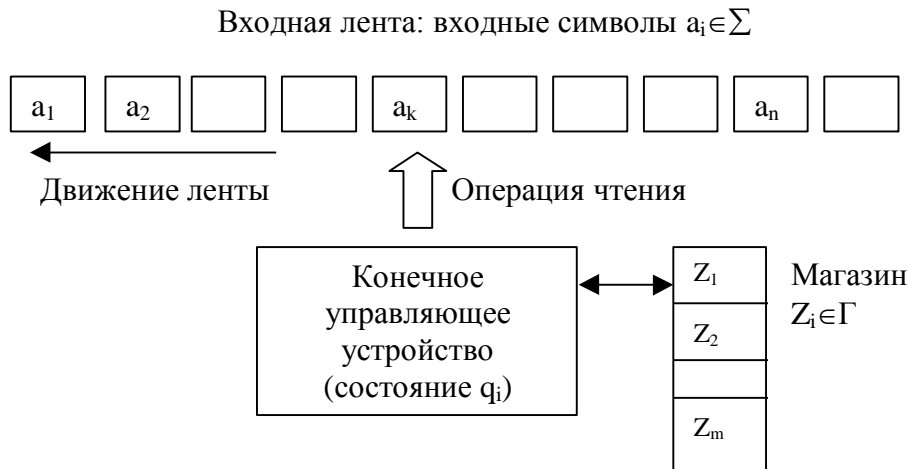 Входная лента: входные символы aᵢ∈∑
a₁ a₂ aₖ aₙ
Движение ленты
Операция чтения
Конечное
управляющее
устройство
(состояние qᵢ)
Z₁
Z₂
Zₘ
Магазин
Zᵢ∈Г